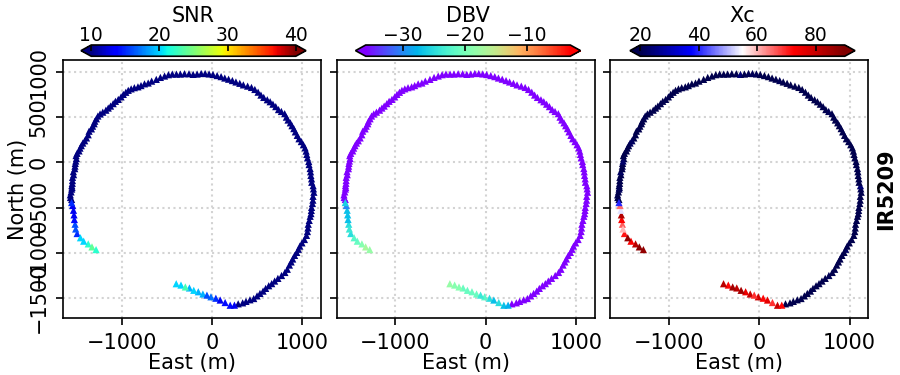 SNR DBV Xc
10 20 30 40 −30 −20 −10 20 40 60 80
North (m)
1000
500
0
−500
−1000
−1500
IR5209
−1000 0 1000 −1000 0 1000 −1000 0 1000
East (m) East (m) East (m)